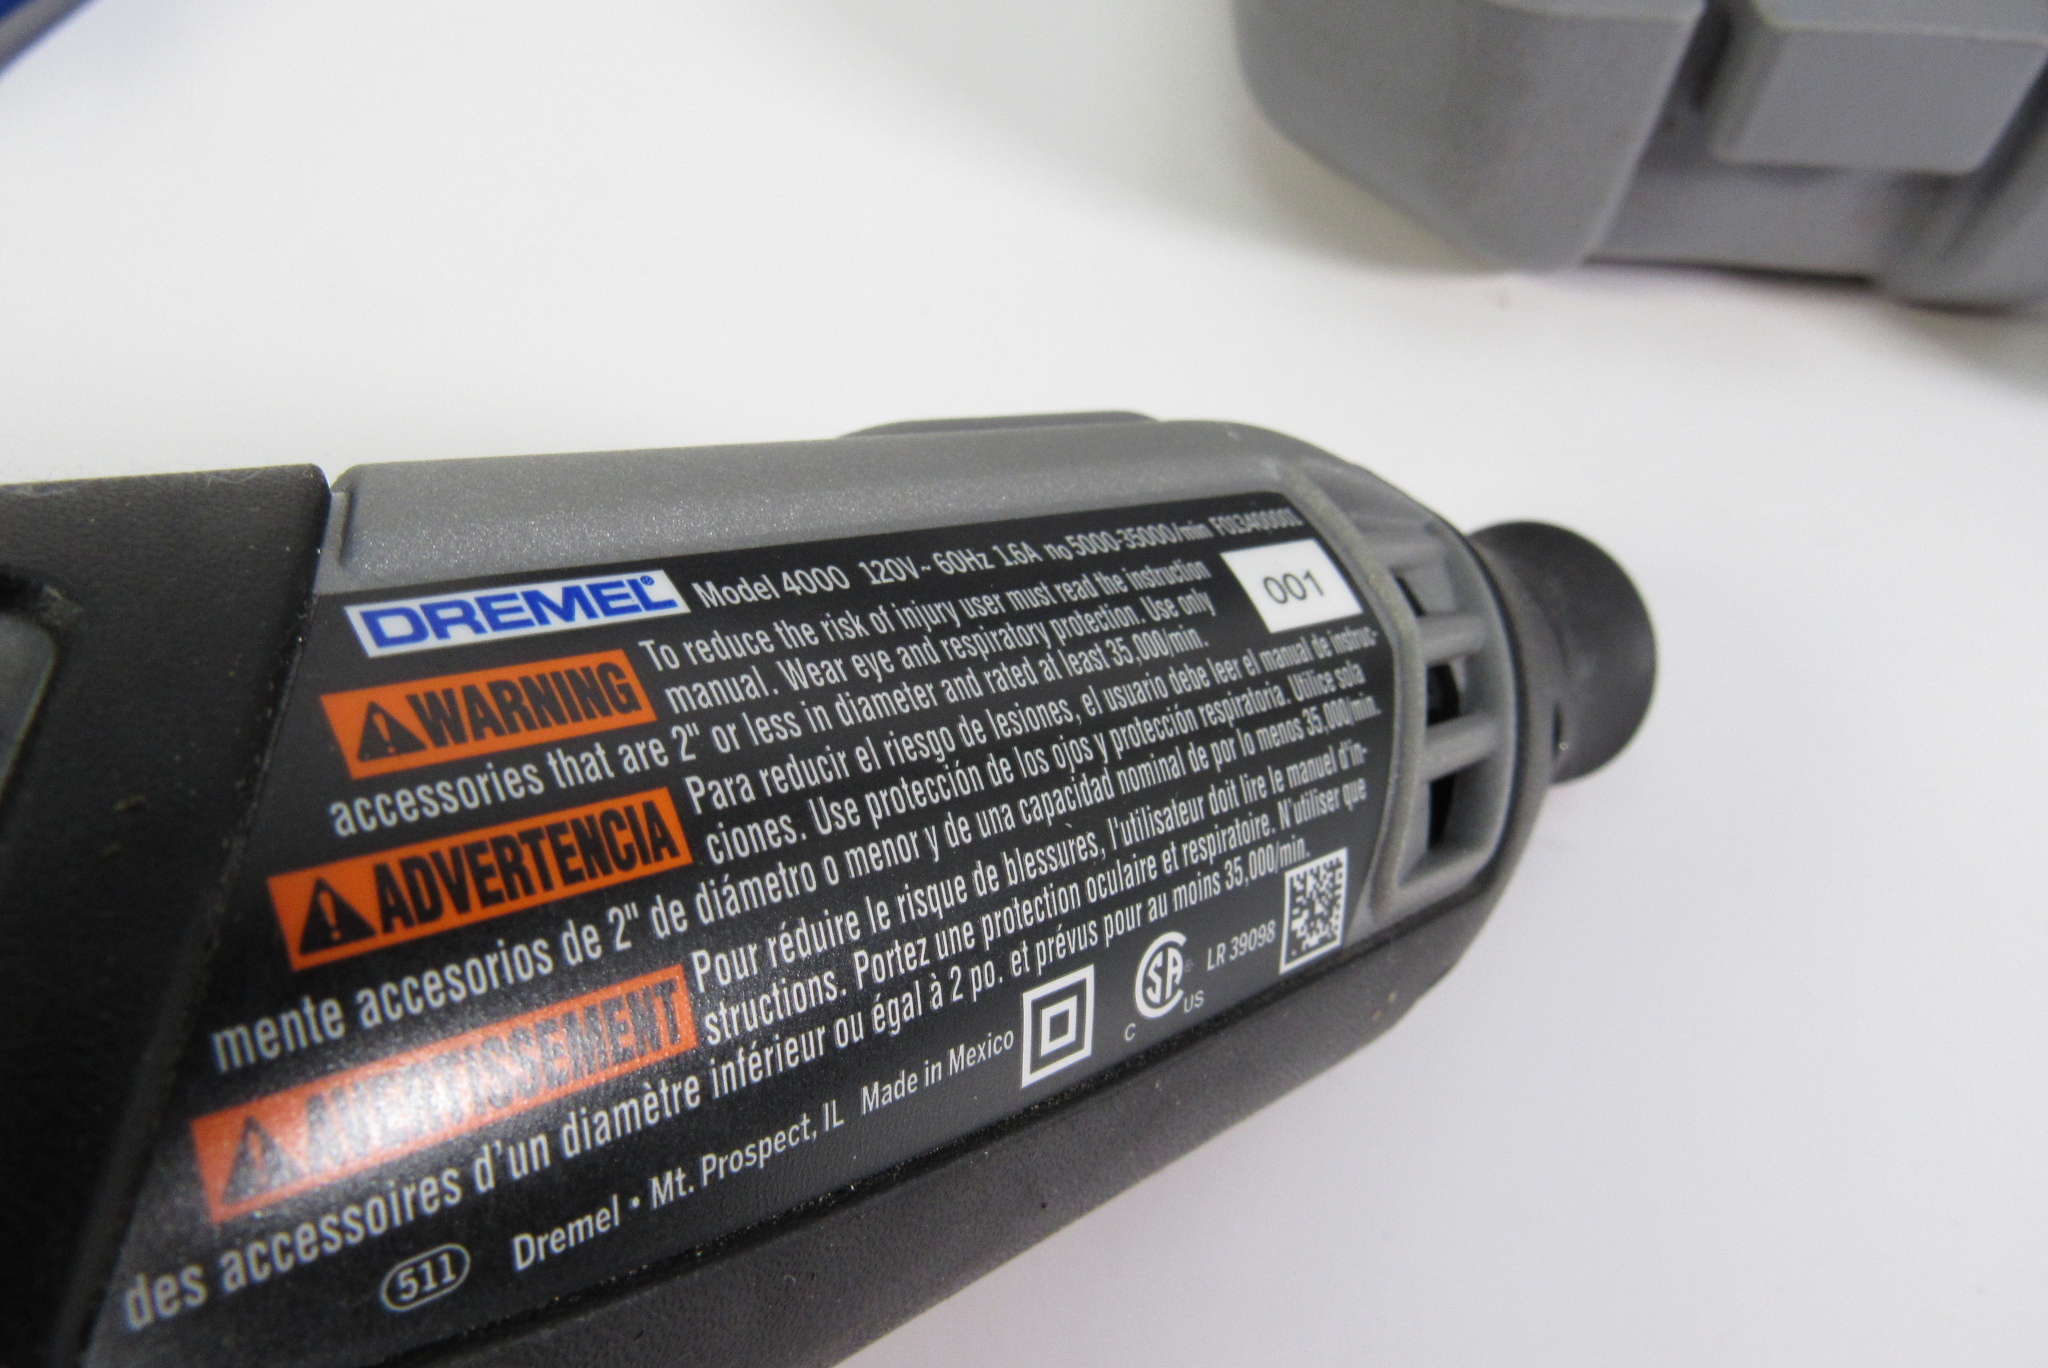 DREMEL Model 4000 120V~60Hz 1.6A no 5000-35000/min F013400001
001
WARNING To reduce the risk of injury user must read the instruction
manual. Wear eye and respiratory protection. Use only
accessories that are 2" or less in diameter and rated at least 35,000/min.
ADVERTENCIA Para reducir el riesgo de lesiones, el usuario debe leer el manual de instruc-
ciones. Use protección de los ojos y protección respiratoria. Utilice sola
mente accesorios de 2" de diámetro o menor y de una capacidad nominal de por lo menos 35,000/min.
AVERTISSEMENT Pour réduire le risque de blessures, l'utilisateur doit lire le manuel d'in-
structions. Portez une protection oculaire et respiratoire. N'utiliser que
des accessoires d'un diamètre inférieur ou égal à 2 po. et prévus pour au moins 35,000/min.
511 Dremel • Mt. Prospect, IL Made in Mexico C SA US LR 39098